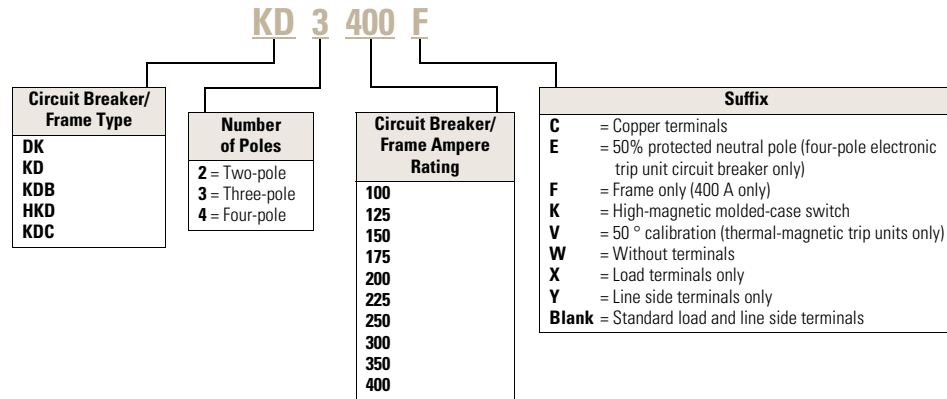 KD 3 400 F
Circuit Breaker/
Frame Type
DK
KD
KDB
HKD
KDC
Number
of Poles
2 = Two-pole
3 = Three-pole
4 = Four-pole
Circuit Breaker/
Frame Ampere
Rating
100
125
150
175
200
225
250
300
350
400
Suffix
C = Copper terminals
E = 50% protected neutral pole (four-pole electronic
trip unit circuit breaker only)
F = Frame only (400 A only)
K = High-magnetic molded-case switch
V = 50 ° calibration (thermal-magnetic trip units only)
W = Without terminals
X = Load terminals only
Y = Line side terminals only
Blank = Standard load and line side terminals